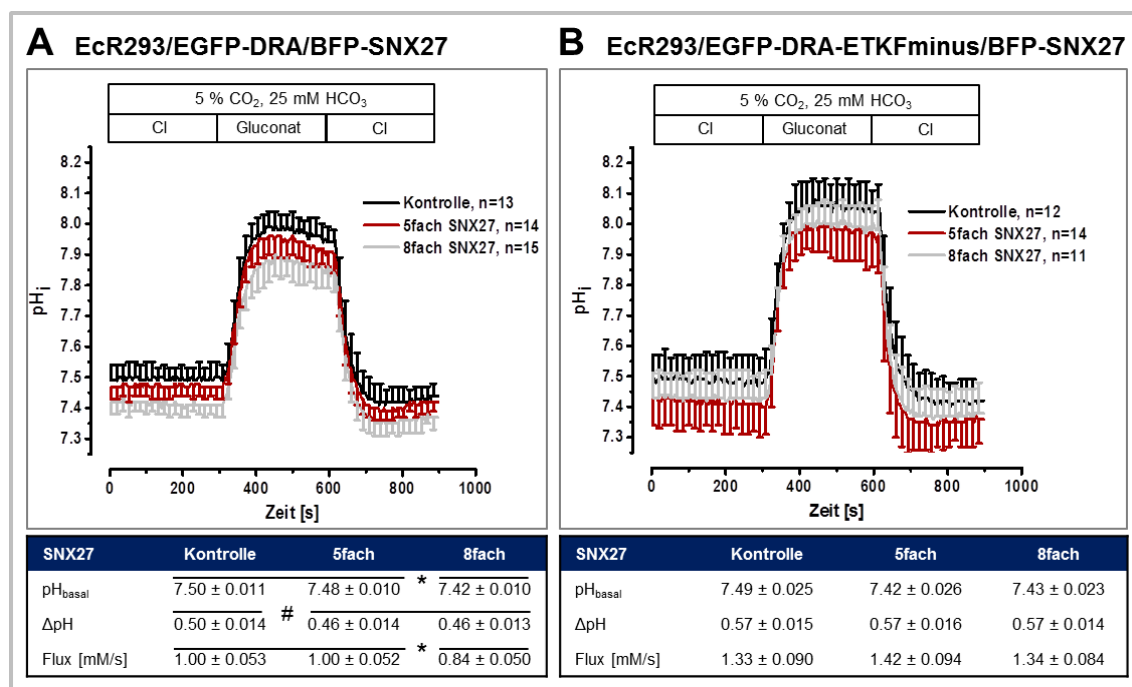 A EcR293/EGFP-DRA/BFP-SNX27
5 % CO2, 25 mM HCO3
Cl Gluconat Cl
8.2
8.1
8.0
7.9
7.8
7.7
7.6
7.5
7.4
7.3
pHi
Kontrolle, n=13
5fach SNX27, n=14
8fach SNX27, n=15
0 200 400 600 800 1000
Zeit [s]
SNX27 Kontrolle 5fach 8fach
pHbasal 7.50 ± 0.011 7.48 ± 0.010 * 7.42 ± 0.010
ΔpH 0.50 ± 0.014 # 0.46 ± 0.014 0.46 ± 0.013
Flux [mM/s] 1.00 ± 0.053 1.00 ± 0.052 * 0.84 ± 0.050
B EcR293/EGFP-DRA-ETKFminus/BFP-SNX27
5 % CO2, 25 mM HCO3
Cl Gluconat Cl
8.2
8.1
8.0
7.9
7.8
7.7
7.6
7.5
7.4
7.3
pHi
Kontrolle, n=12
5fach SNX27, n=14
8fach SNX27, n=11
0 200 400 600 800 1000
Zeit [s]
SNX27 Kontrolle 5fach 8fach
pHbasal 7.49 ± 0.025 7.42 ± 0.026 7.43 ± 0.023
ΔpH 0.57 ± 0.015 0.57 ± 0.016 0.57 ± 0.014
Flux [mM/s] 1.33 ± 0.090 1.42 ± 0.094 1.34 ± 0.084